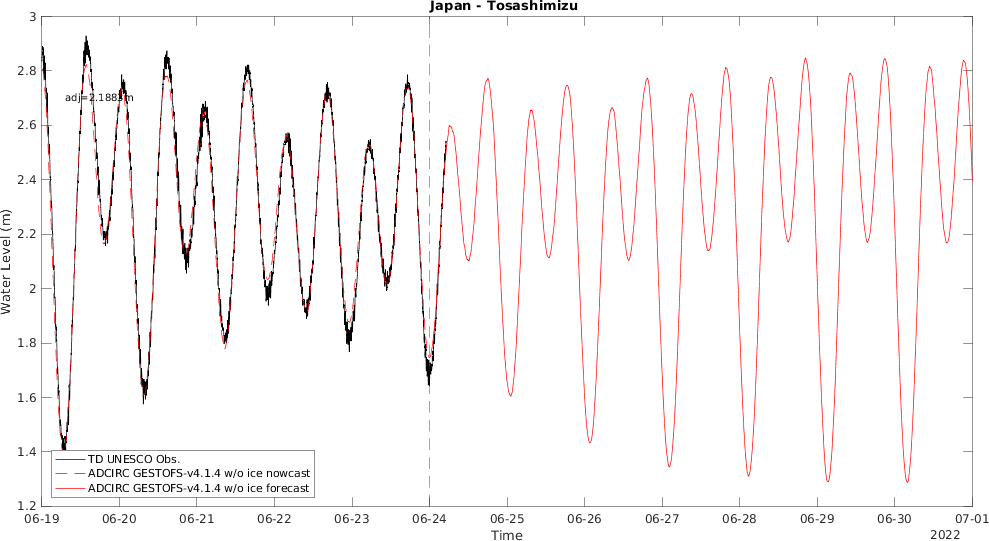 Japan - Tosashimizu
Water Level (m)
3
2.8
2.6
2.4
2.2
2
1.8
1.6
1.4
1.2
adj=2.1883m
TD UNESCO Obs.
ADCIRC GESTOFS-v4.1.4 w/o ice nowcast
ADCIRC GESTOFS-v4.1.4 w/o ice forecast
06-19 06-20 06-21 06-22 06-23 06-24 06-25 06-26 06-27 06-28 06-29 06-30 07-01
Time
2022